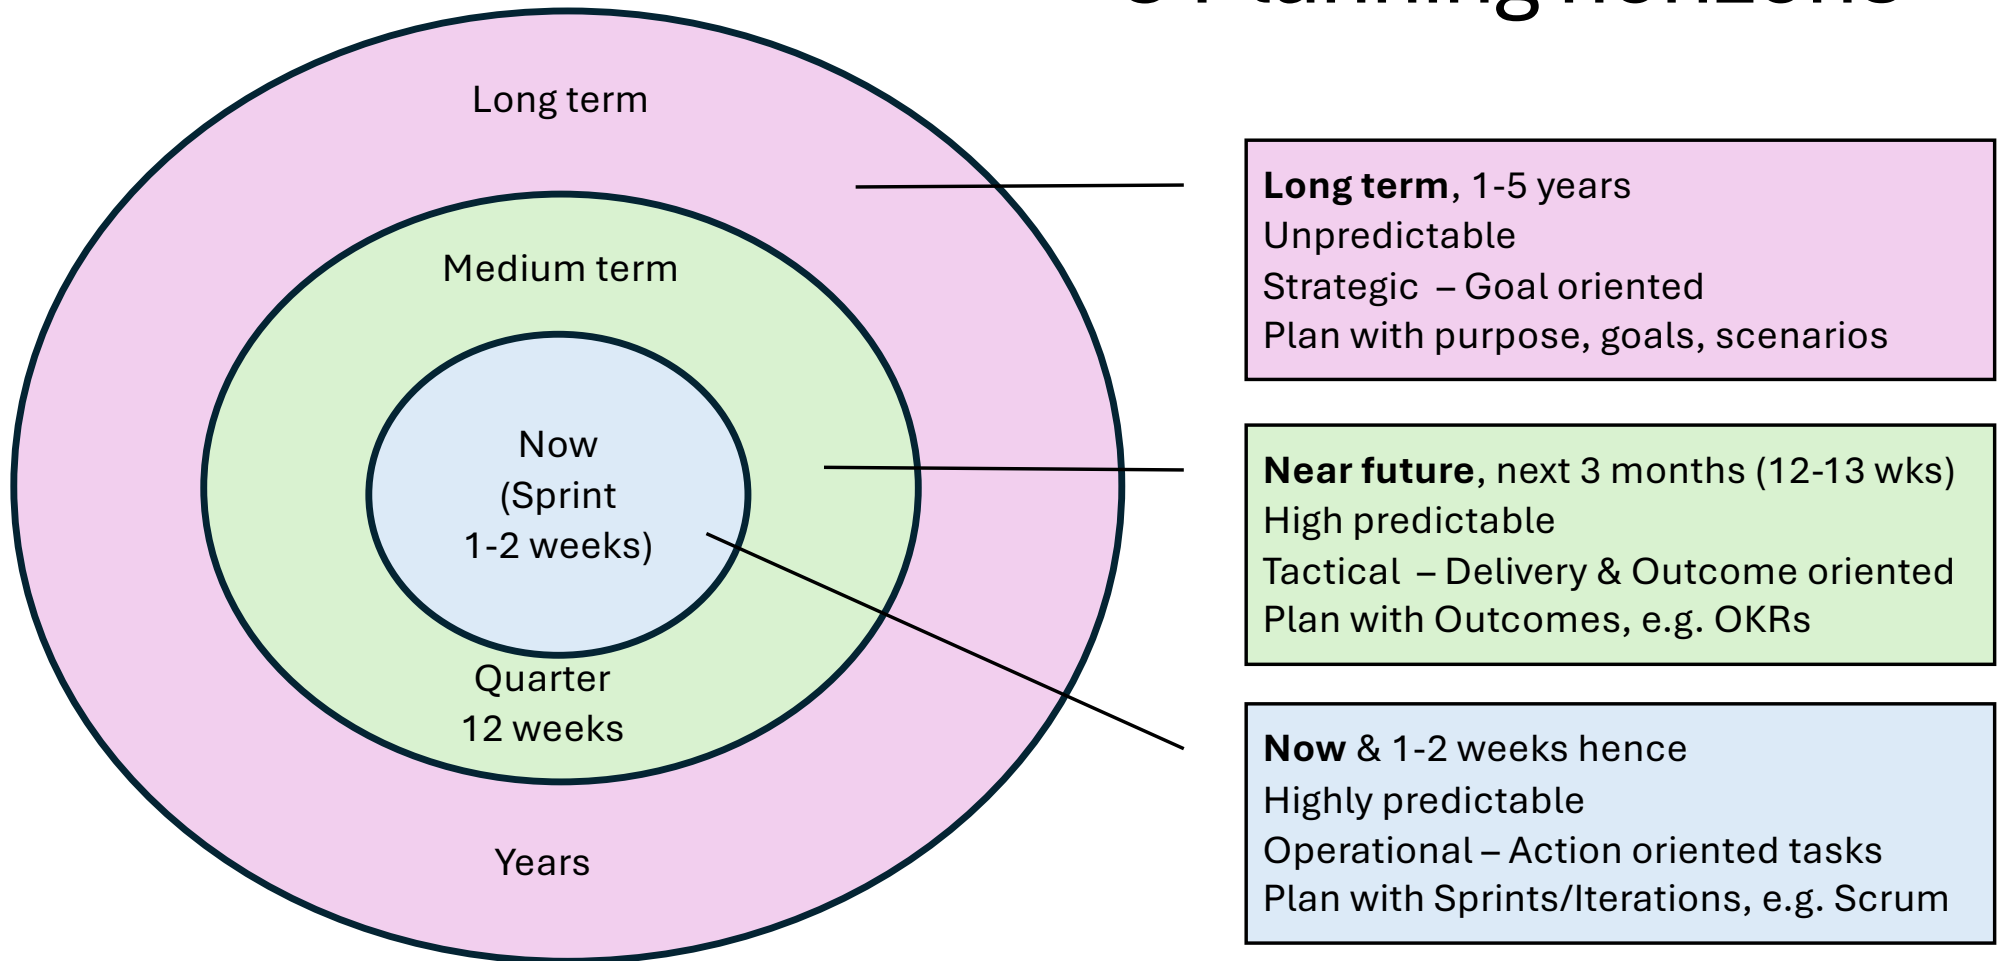 Planning horizons
Long term
Medium term
Now
(Sprint
1-2 weeks)
Quarter
12 weeks
Years
Long term, 1-5 years
Unpredictable
Strategic – Goal oriented
Plan with purpose, goals, scenarios
Near future, next 3 months (12-13 wks)
High predictable
Tactical – Delivery & Outcome oriented
Plan with Outcomes, e.g. OKRs
Now & 1-2 weeks hence
Highly predictable
Operational – Action oriented tasks
Plan with Sprints/Iterations, e.g. Scrum